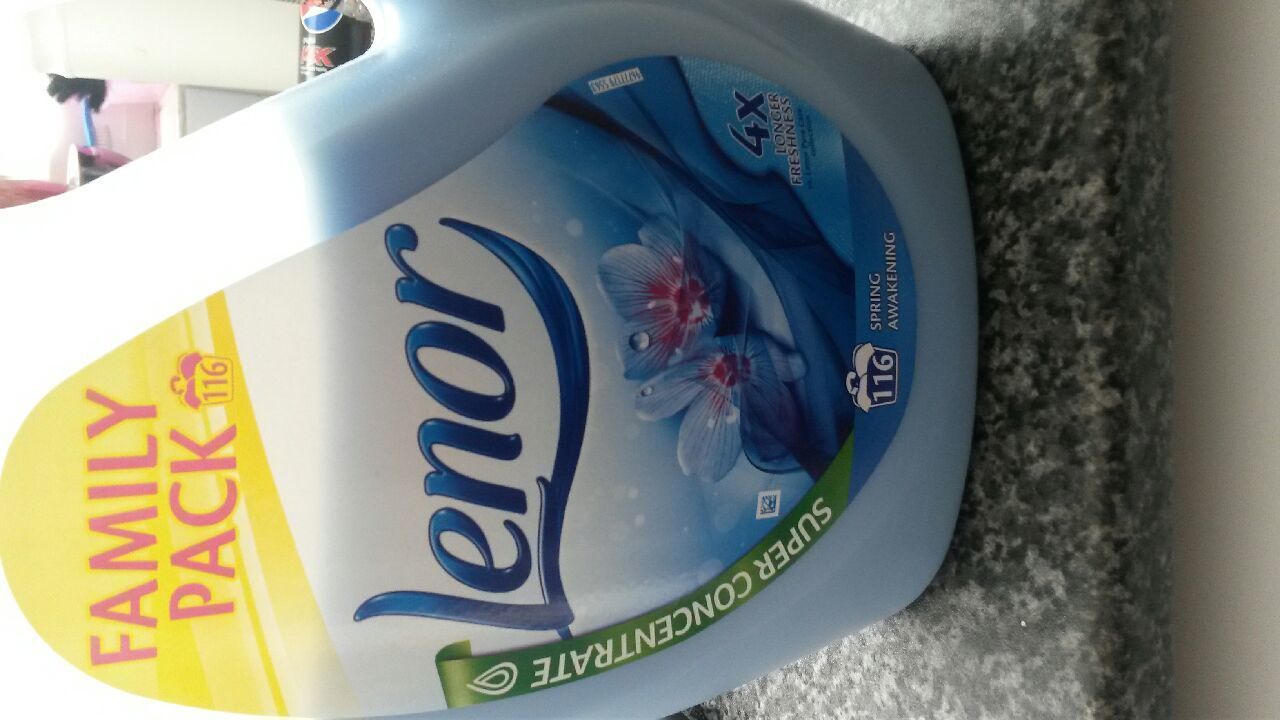 FAMILY
PACK 116
Lenor
SUPER CONCENTRATE
4X
LONGER
FRESHNESS
116 SPRING
AWAKENING